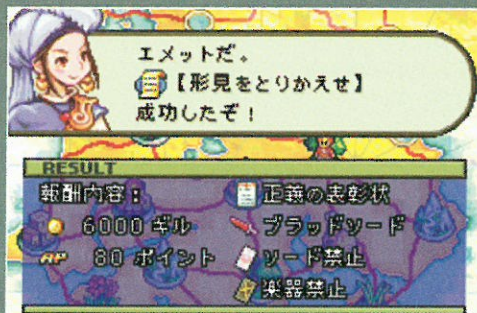 エメットだ。
【形見をとりかえせ】
成功したぞ！
RESULT
報酬内容：
正義の表彰状
6000 ギル
ブラッドソード
AP 80 ポイント
ソード禁止
楽器禁止